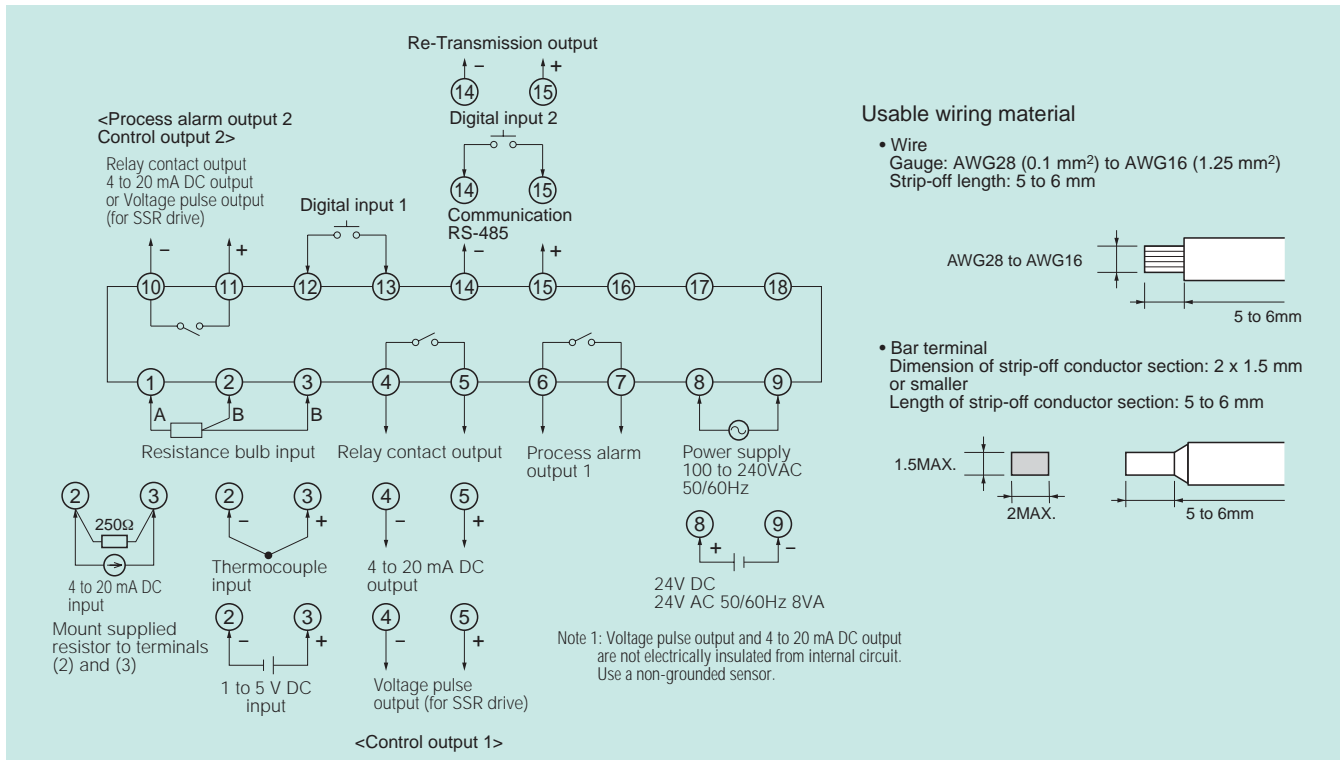 Re-Transmission output
− +
14 15
<Process alarm output 2
Control output 2>
Relay contact output
4 to 20 mA DC output
or Voltage pulse output
(for SSR drive)
Digital input 2
Digital input 1
14 15
Communication
RS-485
− + − +
10 11 12 13 14 15 16 17 18
1 2 3 4 5 6 7 8 9
A B B
Resistance bulb input
Relay contact output
Process alarm
output 1
Power supply
100 to 240VAC
50/60Hz
2 3
250Ω
4 to 20 mA DC
input
Mount supplied
resistor to terminals
(2) and (3)
2 3
− +
Thermocouple
input
2 3
− +
1 to 5 V DC
input
4 5
− +
4 to 20 mA DC
output
4 5
− +
Voltage pulse
output (for SSR drive)
<Control output 1>
8 9
+ −
24V DC
24V AC 50/60Hz 8VA
Note 1: Voltage pulse output and 4 to 20 mA DC output
are not electrically insulated from internal circuit.
Use a non-grounded sensor.
Usable wiring material
• Wire
Gauge: AWG28 (0.1 mm²) to AWG16 (1.25 mm²)
Strip-off length: 5 to 6 mm
AWG28 to AWG16
5 to 6mm
• Bar terminal
Dimension of strip-off conductor section: 2 x 1.5 mm
or smaller
Length of strip-off conductor section: 5 to 6 mm
1.5MAX.
2MAX.
5 to 6mm